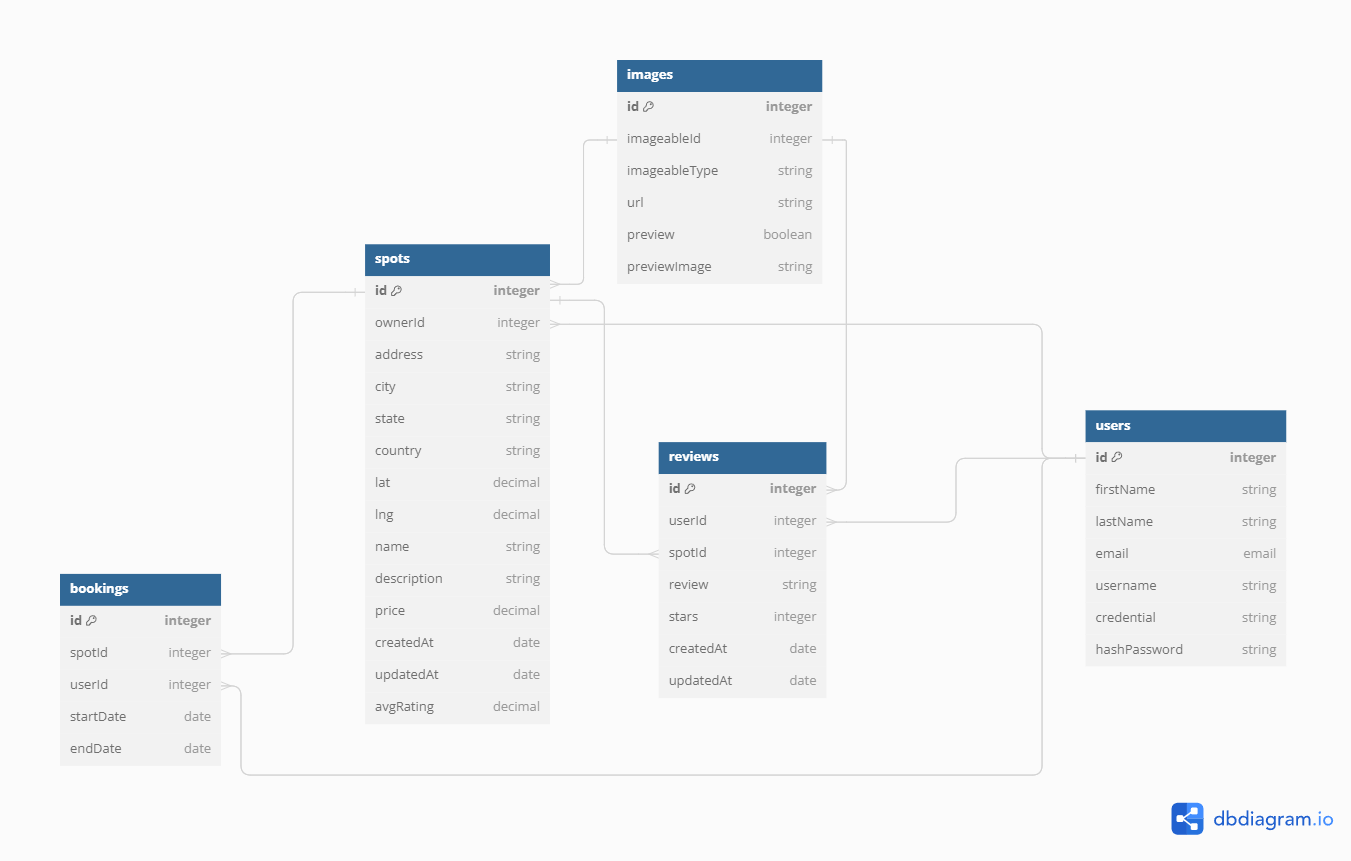 images
id integer
imageableId integer
imageableType string
url string
preview boolean
previewImage string
spots
id integer
ownerId integer
address string
city string
state string
country string
lat decimal
lng decimal
name string
description string
price decimal
createdAt date
updatedAt date
avgRating decimal
reviews
id integer
userId integer
spotId integer
review string
stars integer
createdAt date
updatedAt date
users
id integer
firstName string
lastName string
email email
username string
credential string
hashPassword string
bookings
id integer
spotId integer
userId integer
startDate date
endDate date
dbdiagram.io